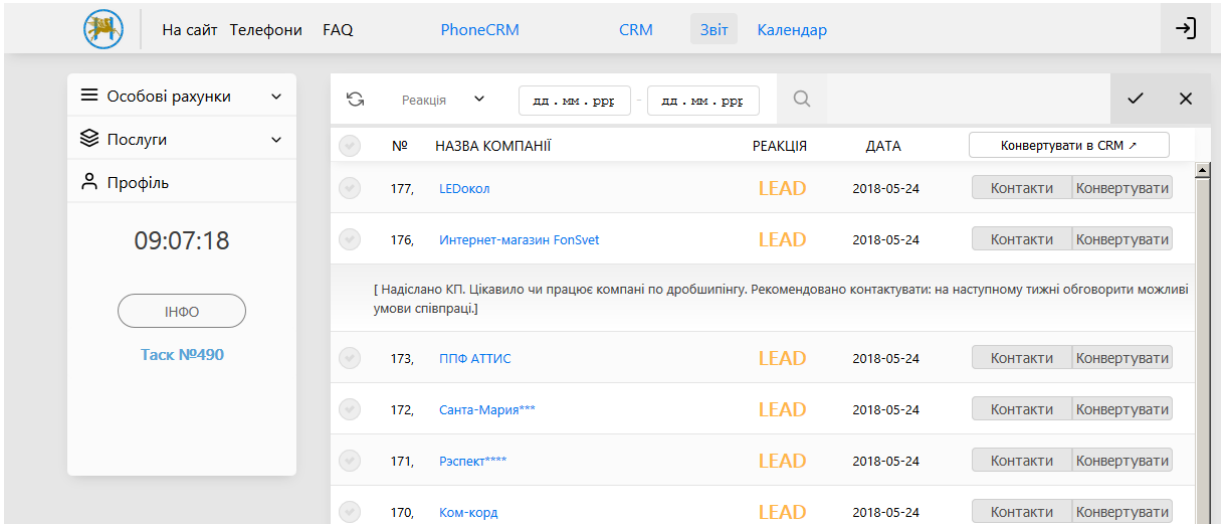 На сайт Телефони FAQ PhoneCRM CRM Звіт Календар
Особові рахунки
Послуги
Профіль
09:07:18
ІНФО
Таск №490
Реакція дд . мм . ррр - дд . мм . ррр
№ НАЗВА КОМПАНІЇ РЕАКЦІЯ ДАТА Конвертувати в CRM ↗
177, LEDокол LEAD 2018-05-24 Контакти Конвертувати
176, Интернет-магазин FonSvet LEAD 2018-05-24 Контакти Конвертувати
[ Надіслано КП. Цікавило чи працює компані по дробшипінгу. Рекомендовано контактувати: на наступному тижні обговорити можливі
умови співпраці.]
173, ППФ АТТИС LEAD 2018-05-24 Контакти Конвертувати
172, Санта-Мария*** LEAD 2018-05-24 Контакти Конвертувати
171, Рэспект**** LEAD 2018-05-24 Контакти Конвертувати
170, Ком-корд LEAD 2018-05-24 Контакти Конвертувати